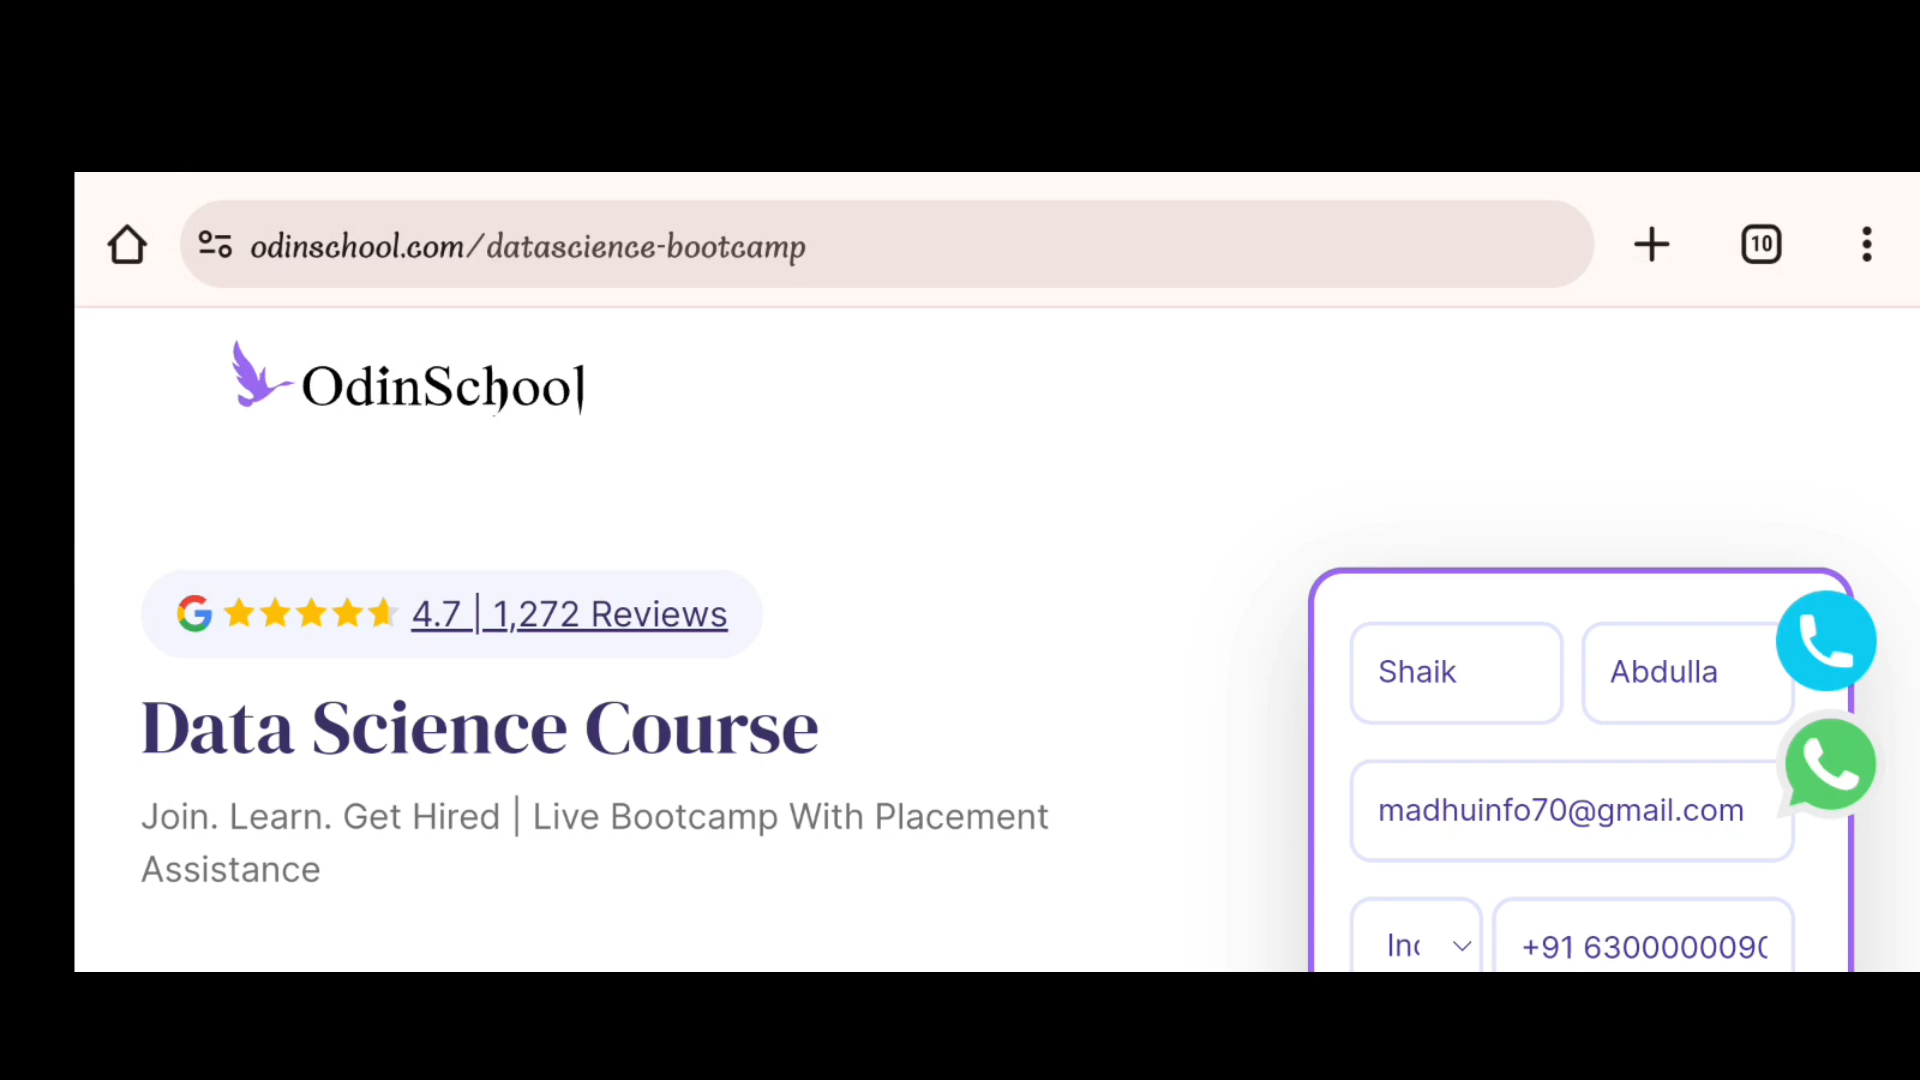 odinschool.com/datascience-bootcamp
10
OdinSchool
4.7 | 1,272 Reviews
Data Science Course
Join. Learn. Get Hired | Live Bootcamp With Placement
Assistance
Shaik
Abdulla
madhuinfo70@gmail.com
+91 630000009